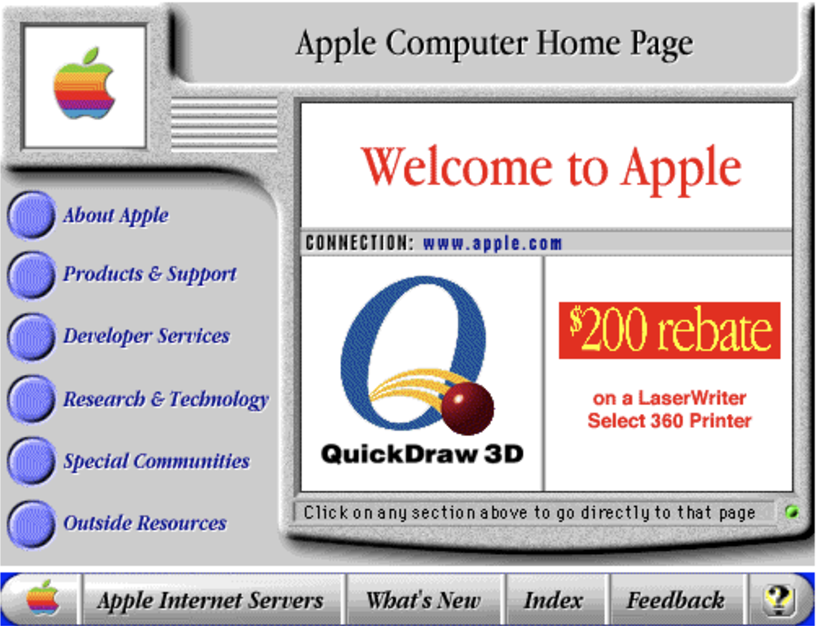 Apple Computer Home Page
Welcome to Apple
CONNECTION: www.apple.com
About Apple
Products & Support
Developer Services
Research & Technology
Special Communities
Outside Resources
QuickDraw 3D
$200 rebate
on a LaserWriter
Select 360 Printer
Click on any section above to go directly to that page
Apple Internet Servers What's New Index Feedback ?